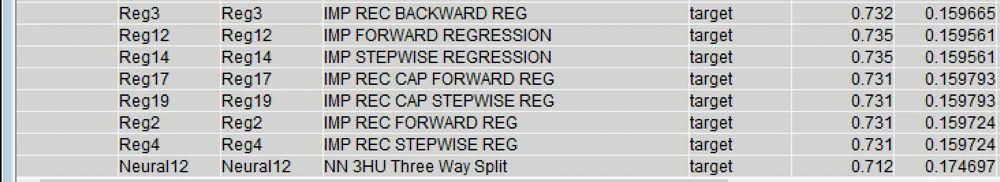 Reg3 Reg3 IMP REC BACKWARD REG target 0.732 0.159665
Reg12 Reg12 IMP FORWARD REGRESSION target 0.735 0.159561
Reg14 Reg14 IMP STEPWISE REGRESSION target 0.735 0.159561
Reg17 Reg17 IMP REC CAP FORWARD REG target 0.731 0.159793
Reg19 Reg19 IMP REC CAP STEPWISE REG target 0.731 0.159793
Reg2 Reg2 IMP REC FORWARD REG target 0.731 0.159724
Reg4 Reg4 IMP REC STEPWISE REG target 0.731 0.159724
Neural12 Neural12 NN 3HU Three Way Split target 0.712 0.174697